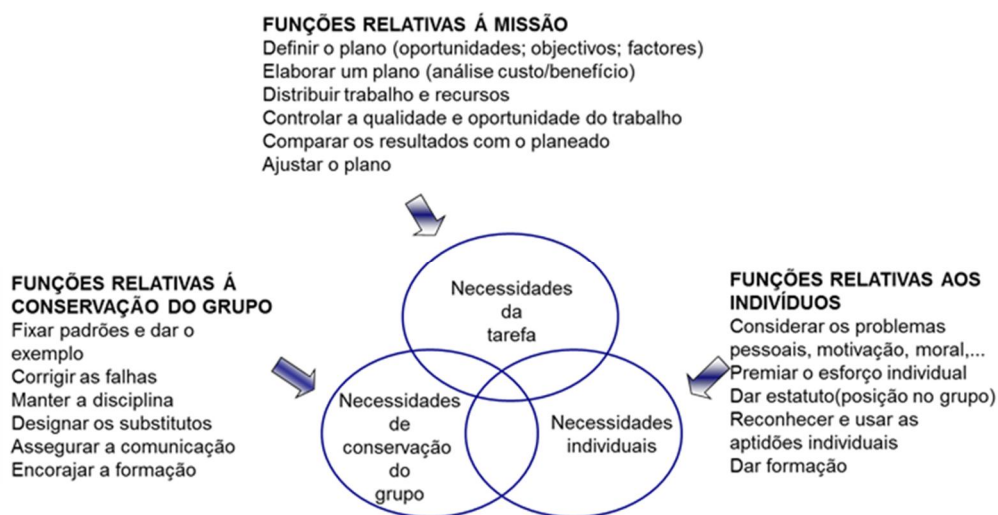 FUNÇÕES RELATIVAS Á MISSÃO
Definir o plano (oportunidades; objectivos; factores)
Elaborar um plano (análise custo/benefício)
Distribuir trabalho e recursos
Controlar a qualidade e oportunidade do trabalho
Comparar os resultados com o planeado
Ajustar o plano
FUNÇÕES RELATIVAS Á
CONSERVAÇÃO DO GRUPO
Fixar padrões e dar o
exemplo
Corrigir as falhas
Manter a disciplina
Designar os substitutos
Assegurar a comunicação
Encorajar a formação
Necessidades
da
tarefa
Necessidades
de
conservação
do
grupo
Necessidades
individuais
FUNÇÕES RELATIVAS AOS
INDIVÍDUOS
Considerar os problemas
pessoais, motivação, moral,...
Premiar o esforço individual
Dar estatuto(posição no grupo)
Reconhecer e usar as
aptidões individuais
Dar formação